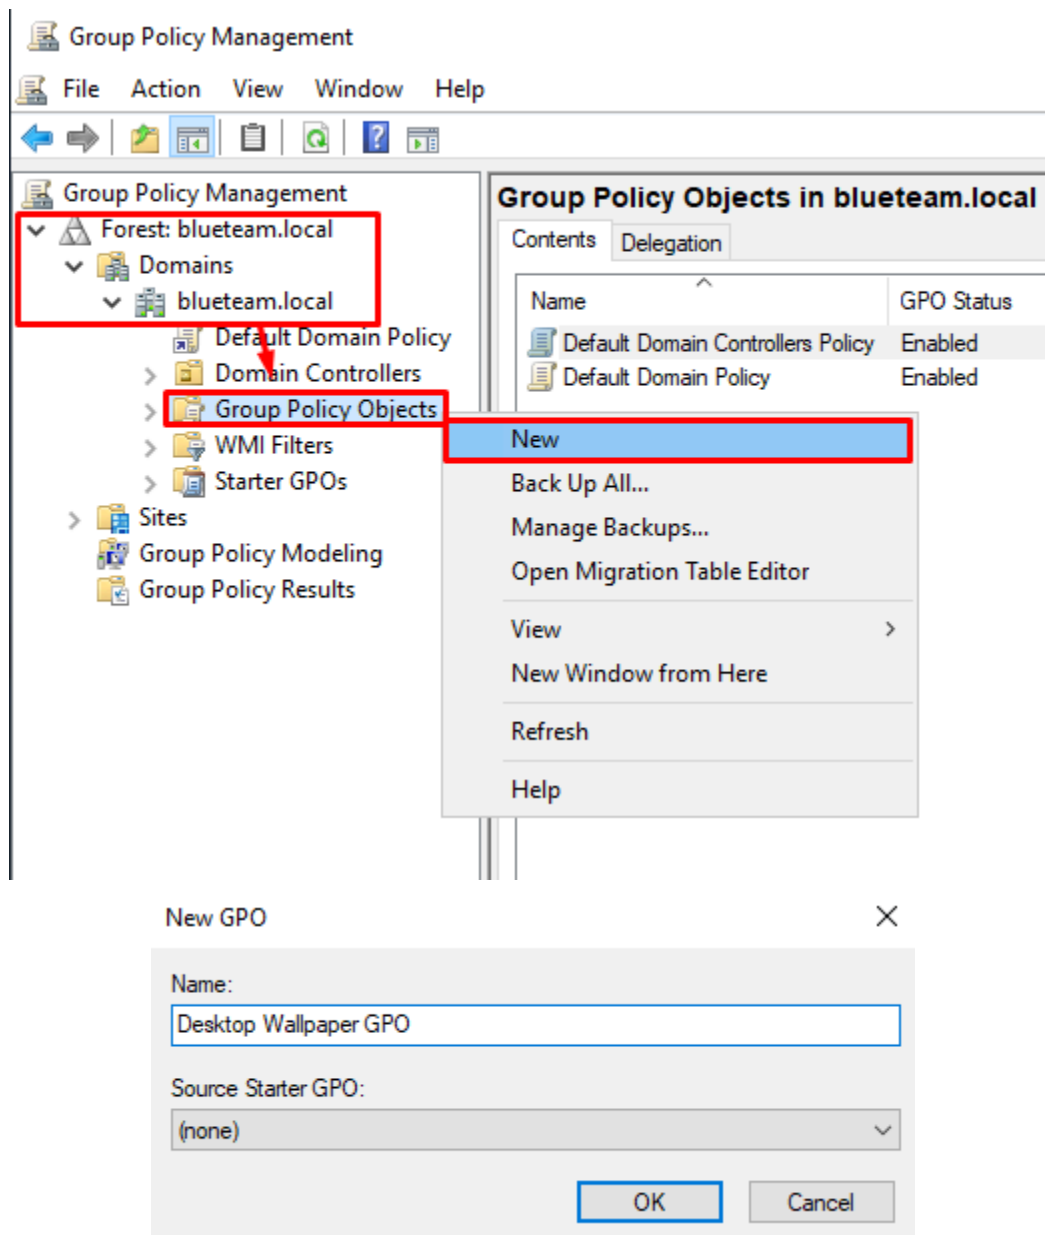 Group Policy Management
File Action View Window Help
Group Policy Management
Forest: blueteam.local
Domains
blueteam.local
Default Domain Policy
Domain Controllers
Group Policy Objects
WMI Filters
Starter GPOs
Sites
Group Policy Modeling
Group Policy Results
Group Policy Objects in blueteam.local
Contents Delegation
Name GPO Status
Default Domain Controllers Policy Enabled
Default Domain Policy Enabled
New
Back Up All...
Manage Backups...
Open Migration Table Editor
View
New Window from Here
Refresh
Help
New GPO
Name:
Desktop Wallpaper GPO
Source Starter GPO:
(none)
OK Cancel